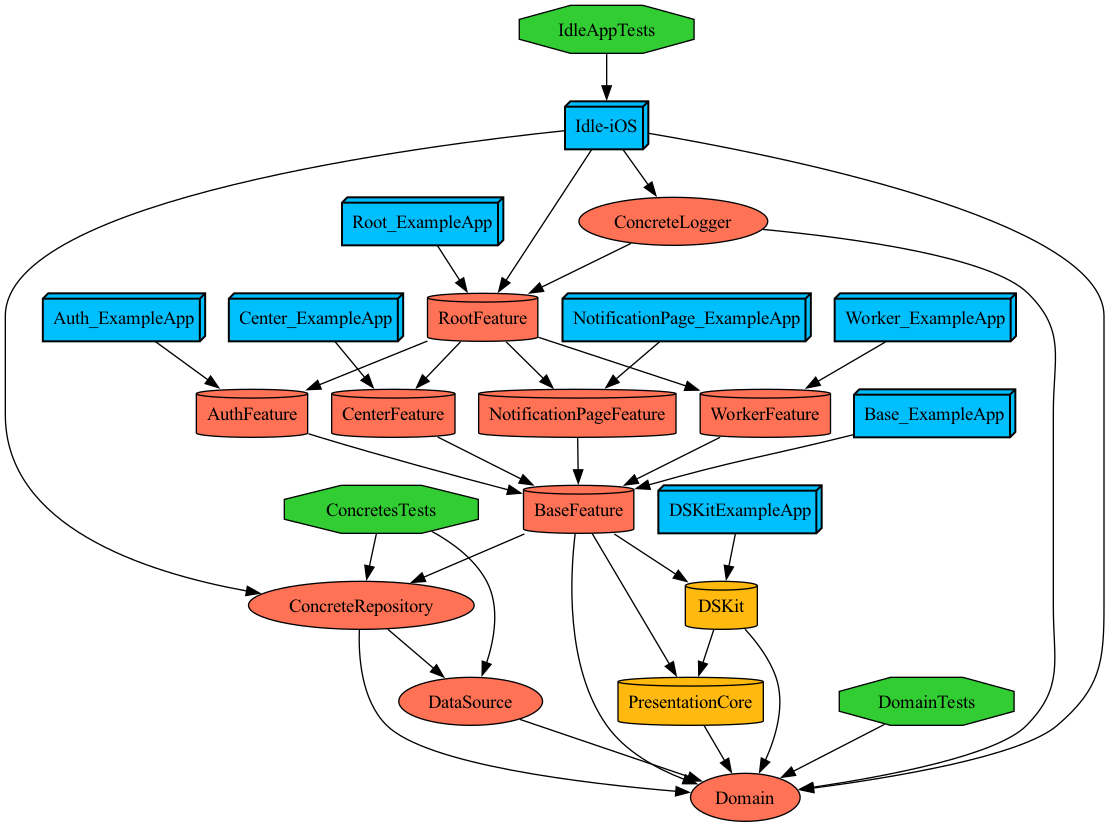 IdleAppTests
Idle-iOS
Root_ExampleApp
ConcreteLogger
Auth_ExampleApp
Center_ExampleApp
RootFeature
NotificationPage_ExampleApp
Worker_ExampleApp
AuthFeature
CenterFeature
NotificationPageFeature
WorkerFeature
Base_ExampleApp
ConcretesTests
BaseFeature
DSKitExampleApp
ConcreteRepository
DSKit
DataSource
PresentationCore
DomainTests
Domain